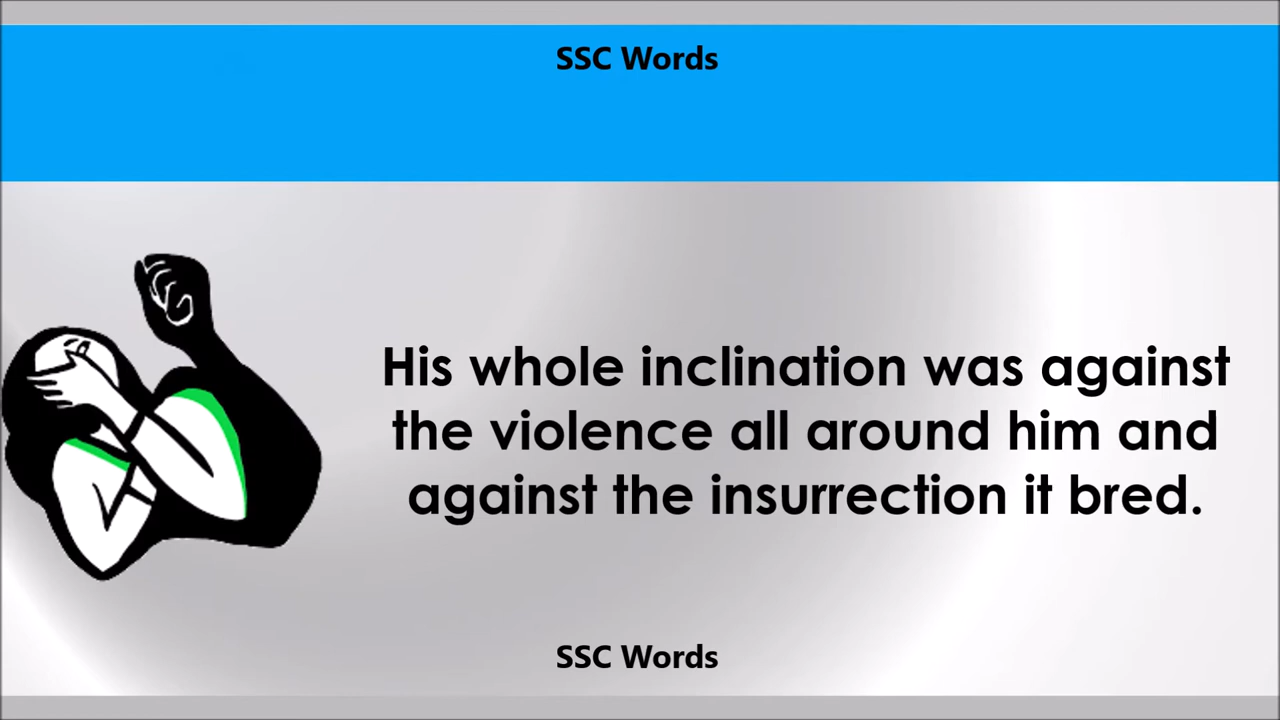 SSC Words
His whole inclination was against
the violence all around him and
against the insurrection it bred.
SSC Words